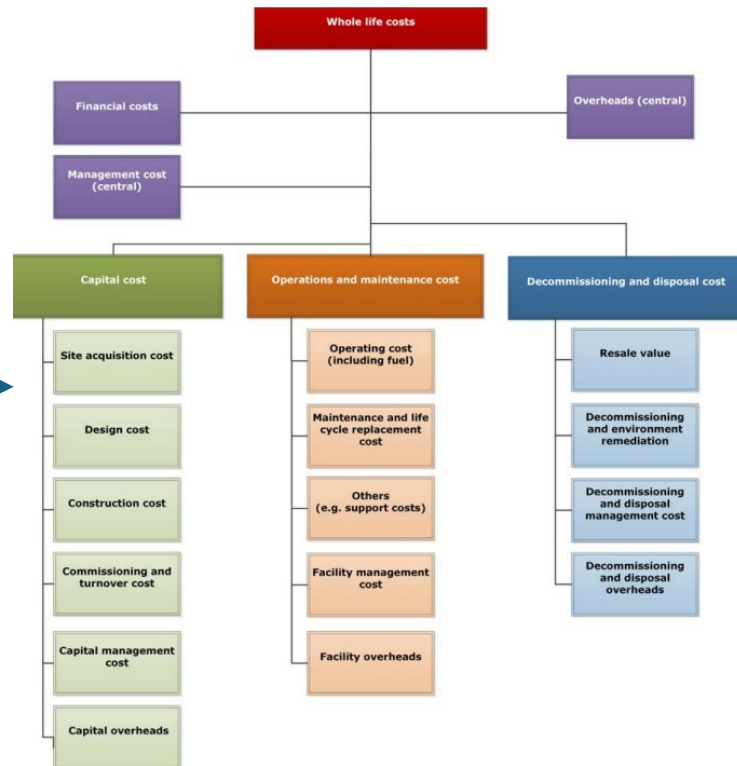 Whole life costs
Financial costs
Overheads (central)
Management cost
(central)
Capital cost
Operations and maintenance cost
Decommissioning and disposal cost
Site acquisition cost
Design cost
Construction cost
Commissioning and
turnover cost
Capital management
cost
Capital overheads
Operating cost
(including fuel)
Maintenance and life
cycle replacement
cost
Others
(e.g. support costs)
Facility management
cost
Facility overheads
Resale value
Decommissioning
and environment
remediation
Decommissioning
and disposal
management cost
Decommissioning
and disposal
overheads